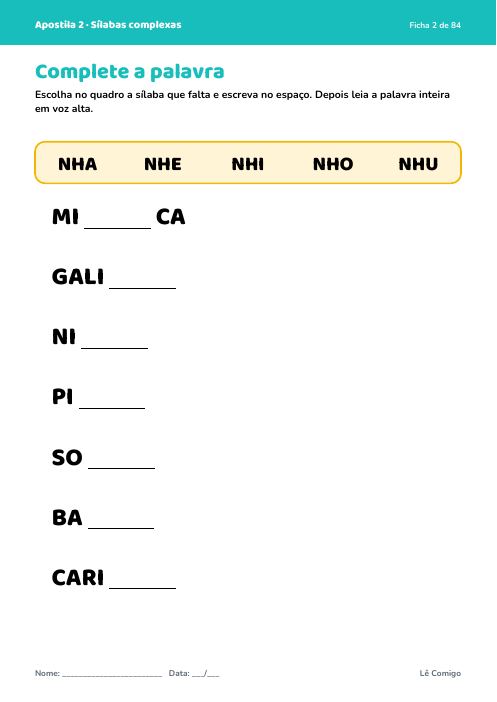 Apostila 2 · Sílabas complexas
Ficha 2 de 84
Complete a palavra
Escolha no quadro a sílaba que falta e escreva no espaço. Depois leia a palavra inteira
em voz alta.
NHA NHE NHI NHO NHU
MI ______ CA
GALI ______
NI ______
PI ______
SO ______
BA ______
CARI ______
Nome: ________________________ Data: ___/___
Lê Comigo